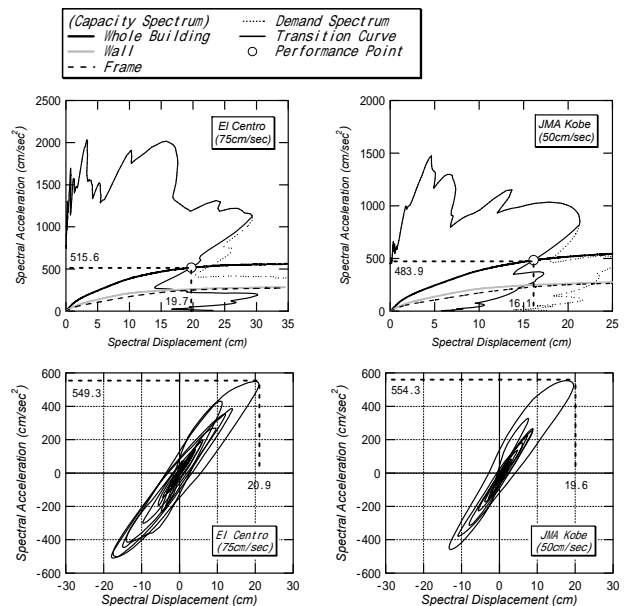 (Capacity Spectrum)
Whole Building
Wall
Frame
Demand Spectrum
Transition Curve
Performance Point
2500
2000
1500
1000
500
0
Spectral Acceleration (cm/sec²)
El Centro
(75cm/sec)
515.6
19.7
0 5 10 15 20 25 30 35
Spectral Displacement (cm)
2000
1500
1000
500
0
Spectral Acceleration (cm/sec²)
JMA Kobe
(50cm/sec)
483.9
16.1
0 5 10 15 20 25
Spectral Displacement (cm)
600
400
200
0
-200
-400
-600
Spectral Acceleration (cm/sec²)
549.3
20.9
El Centro
(75cm/sec)
-30 -20 -10 0 10 20 30
Spectral Displacement (cm)
600
400
200
0
-200
-400
-600
Spectral Acceleration (cm/sec²)
554.3
19.6
JMA Kobe
(50cm/sec)
-30 -20 -10 0 10 20 30
Spectral Displacement (cm)